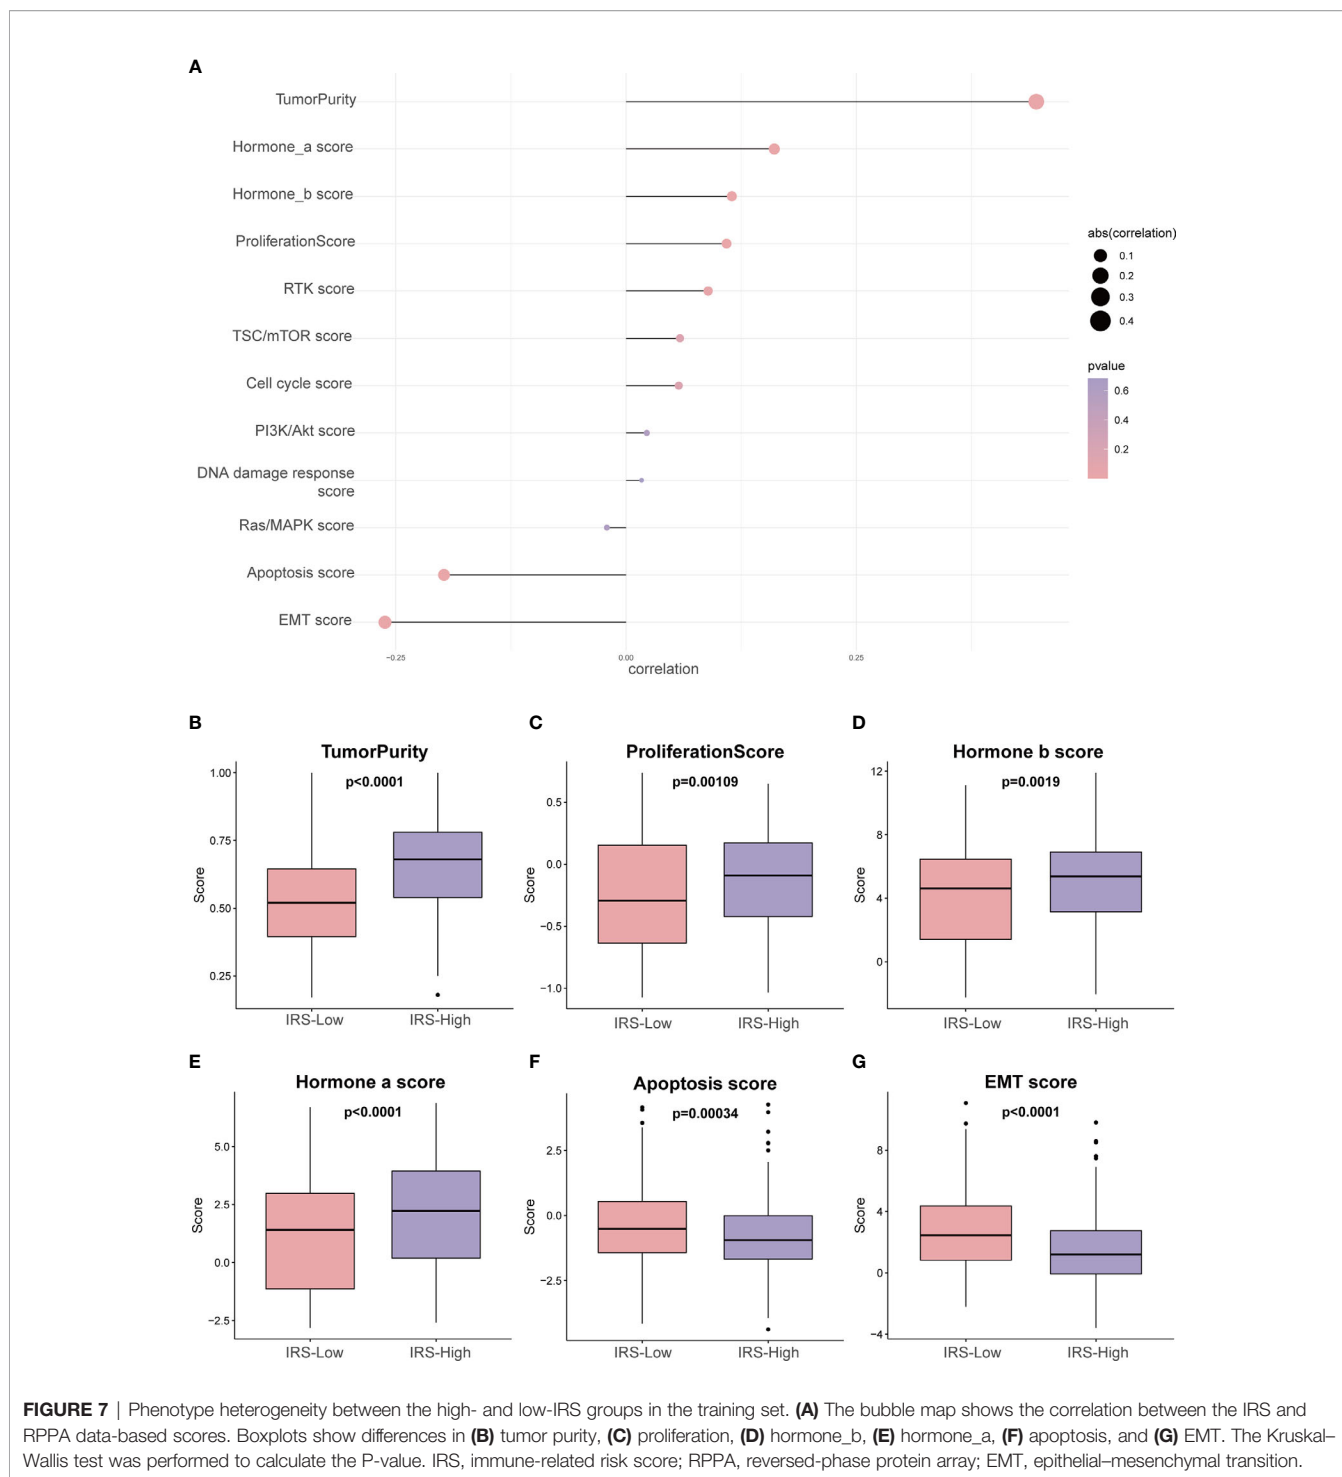 A
TumorPurity
Hormone_a score
Hormone_b score
ProliferationScore
RTK score
TSC/mTOR score
Cell cycle score
PI3K/Akt score
DNA damage response
score
Ras/MAPK score
Apoptosis score
EMT score
−0.25 0.00 0.25
correlation
abs(correlation)
0.1
0.2
0.3
0.4
pvalue
0.6
0.4
0.2
B
TumorPurity
p<0.0001
Score
1.00
0.75
0.50
0.25
IRS-Low IRS-High
C
ProliferationScore
p=0.00109
Score
0.5
0.0
−0.5
−1.0
IRS-Low IRS-High
D
Hormone b score
p=0.0019
Score
12
8
4
0
IRS-Low IRS-High
E
Hormone a score
p<0.0001
Score
5.0
2.5
0.0
−2.5
IRS-Low IRS-High
F
Apoptosis score
p=0.00034
Score
2.5
0.0
−2.5
IRS-Low IRS-High
G
EMT score
p<0.0001
Score
8
4
0
−4
IRS-Low IRS-High
FIGURE 7 | Phenotype heterogeneity between the high- and low-IRS groups in the training set. (A) The bubble map shows the correlation between the IRS and
RPPA data-based scores. Boxplots show differences in (B) tumor purity, (C) proliferation, (D) hormone_b, (E) hormone_a, (F) apoptosis, and (G) EMT. The Kruskal–
Wallis test was performed to calculate the P-value. IRS, immune-related risk score; RPPA, reversed-phase protein array; EMT, epithelial–mesenchymal transition.